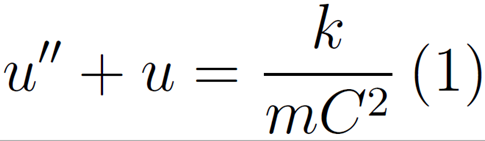 u″ + u = k / mC² (1)